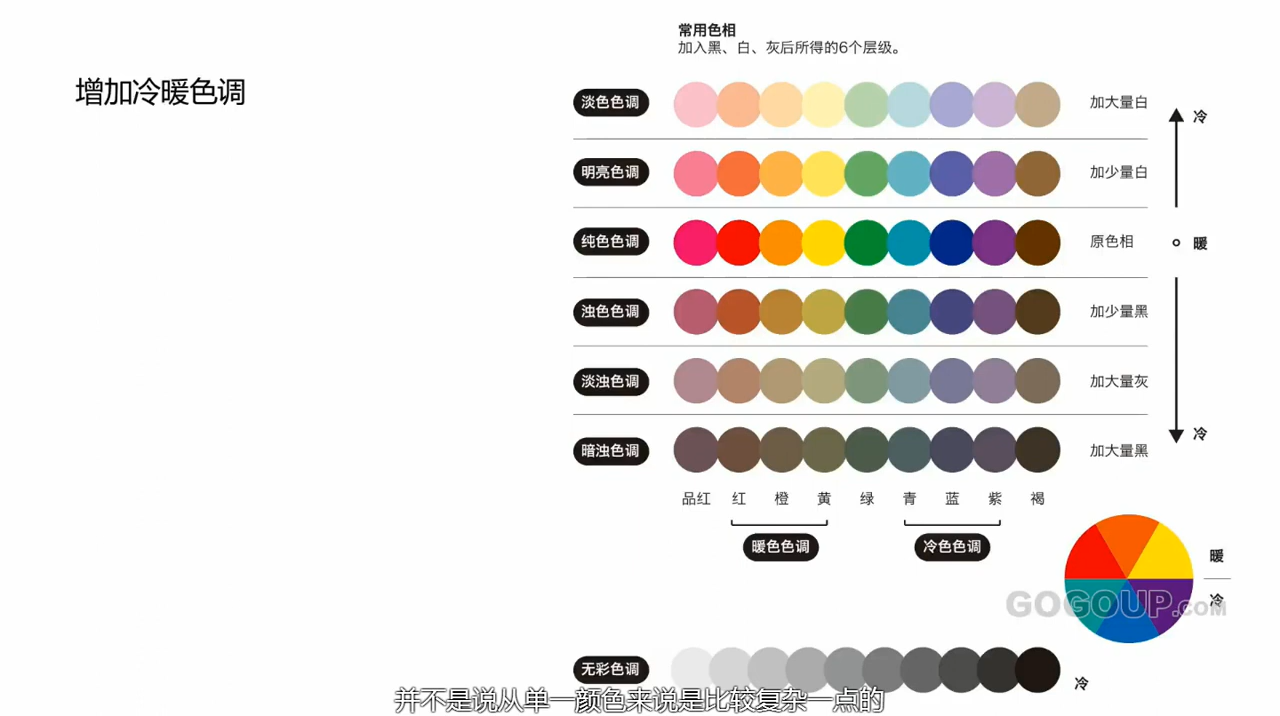 增加冷暖色调
常用色相
加入黑、白、灰后所得的6个层级。
淡色色调 加大量白
冷
明亮色调 加少量白
纯色色调 原色相 暖
浊色色调 加少量黑
淡浊色调 加大量灰
冷
暗浊色调 加大量黑
品红 红 橙 黄 绿 青 蓝 紫 褐
暖色色调 冷色色调
暖
冷
GOGOUP.COM
无彩色调 冷
并不是说从单一颜色来说是比较复杂一点的